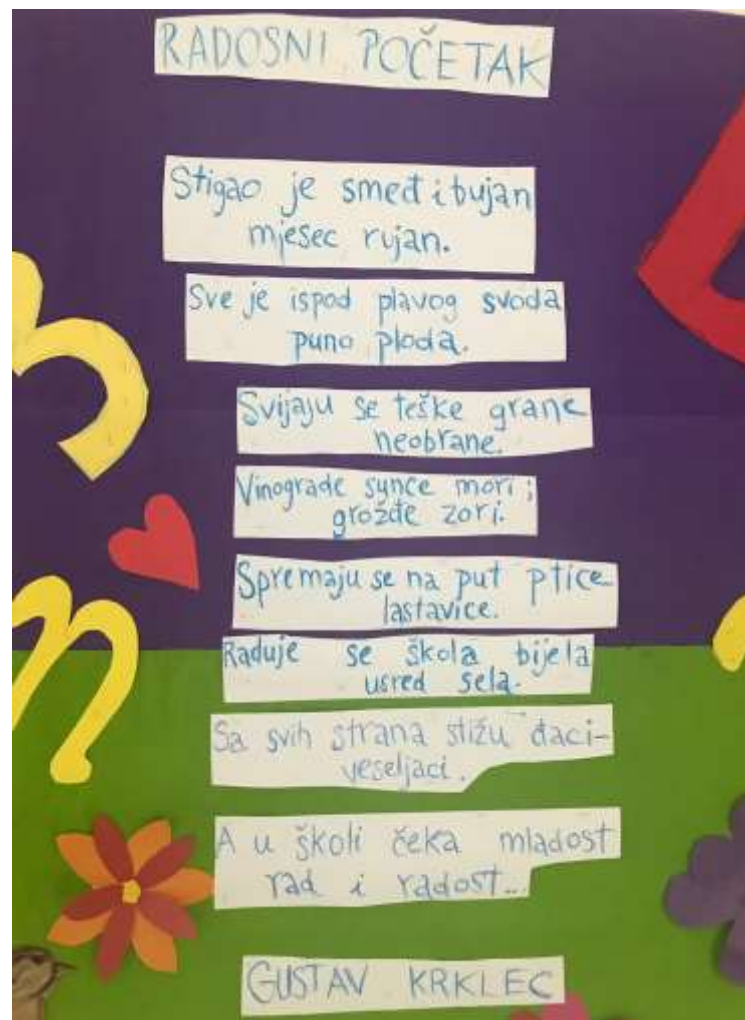 RADOSNI POČETAK
Stigao je smeđ i bujan
mjesec rujan.
Sve je ispod plavog svoda
puno ploda.
Svijaju se teške grane
neobrane.
Vinograde sunce mori;
grožđe zori.
Spremaju se na put ptice
lastavice.
Raduje se škola bijela
usred sela.
Sa svih strana stižu đaci-
veseljaci.
A u školi čeka mladost
rad i radost...
GUSTAV KRKLEC